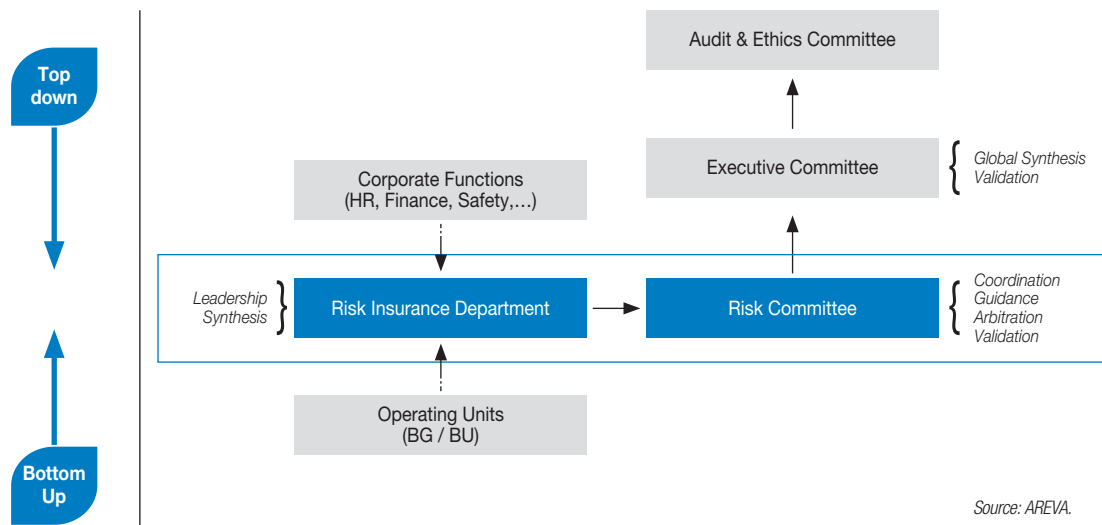 Top
down
Audit & Ethics Committee
Executive Committee
Global Synthesis
Validation
Corporate Functions
(HR, Finance, Safety,…)
Leadership
Synthesis
Risk Insurance Department
Risk Committee
Coordination
Guidance
Arbitration
Validation
Operating Units
(BG / BU)
Bottom
Up
Source: AREVA.